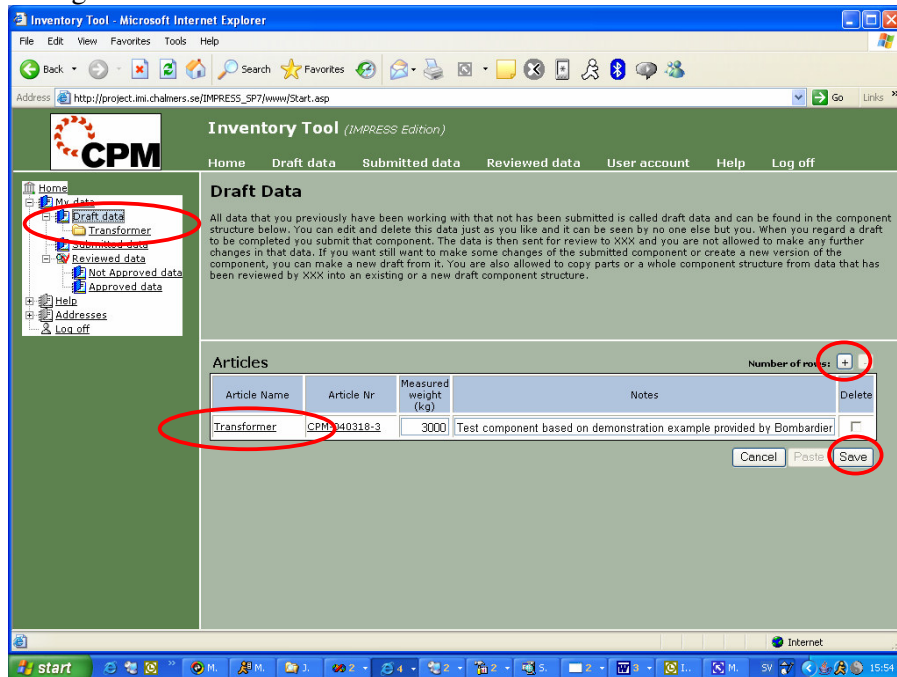 Inventory Tool - Microsoft Internet Explorer
File Edit View Favorites Tools Help
Back Search Favorites
Address http://project.imi.chalmers.se/IMPRESS_SP7/www/Start.asp Go Links »
CPM
Inventory Tool (IMPRESS Edition)
Home Draft data Submitted data Reviewed data User account Help Log off
Home
My data
Draft data
Transformer
Submitted data
Reviewed data
Not Approved data
Approved data
Help
Addresses
Log off
Draft Data
All data that you previously have been working with that not has been submitted is called draft data and can be found in the component
structure below. You can edit and delete this data just as you like and it can be seen by no one else but you. When you regard a draft
to be completed you submit that component. The data is then sent for review to XXX and you are not allowed to make any further
changes in that data. If you want still want to make some changes of the submitted component or create a new version of the
component, you can make a new draft from it. You are also allowed to copy parts or a whole component structure from data that has
been reviewed by XXX into an existing or a new draft component structure.
Articles
Number of rows: + -
Article Name Article Nr Measured weight (kg) Notes Delete
Transformer CPM-040318-3 3000 Test component based on demonstration example provided by Bombardier
Cancel Paste Save
Internet
start » M. M. J. 2 4 2 2 S. 2 3 I.. M. SV 15:54